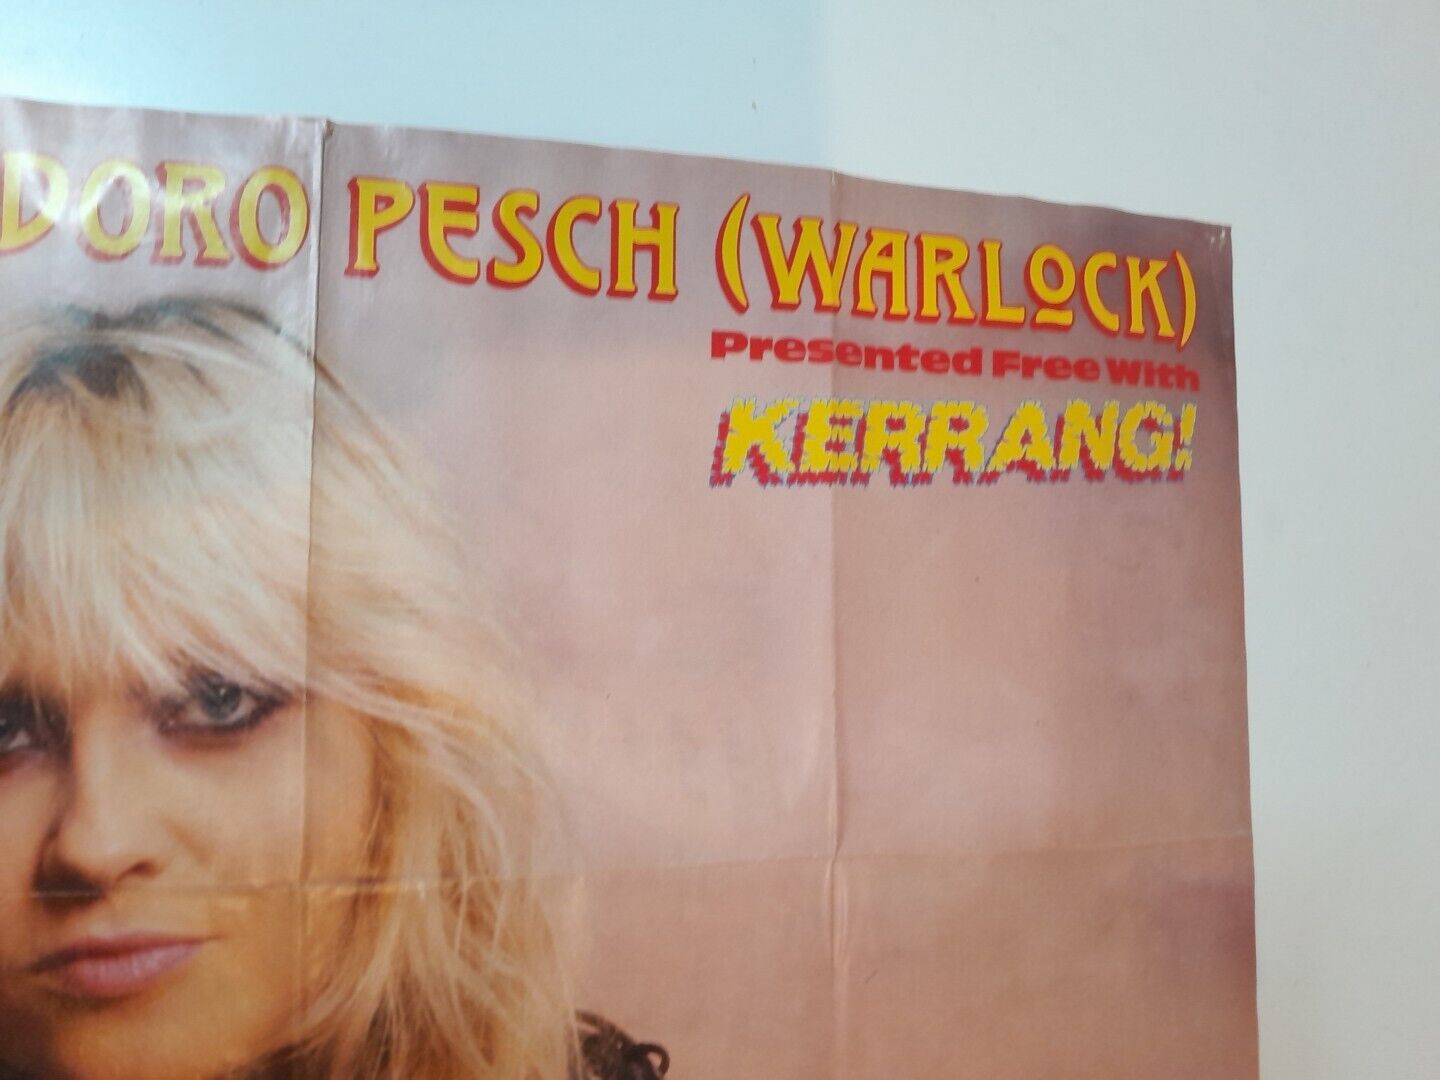 DORO PESCH (WARLOCK)
Presented Free With
KERRANG!